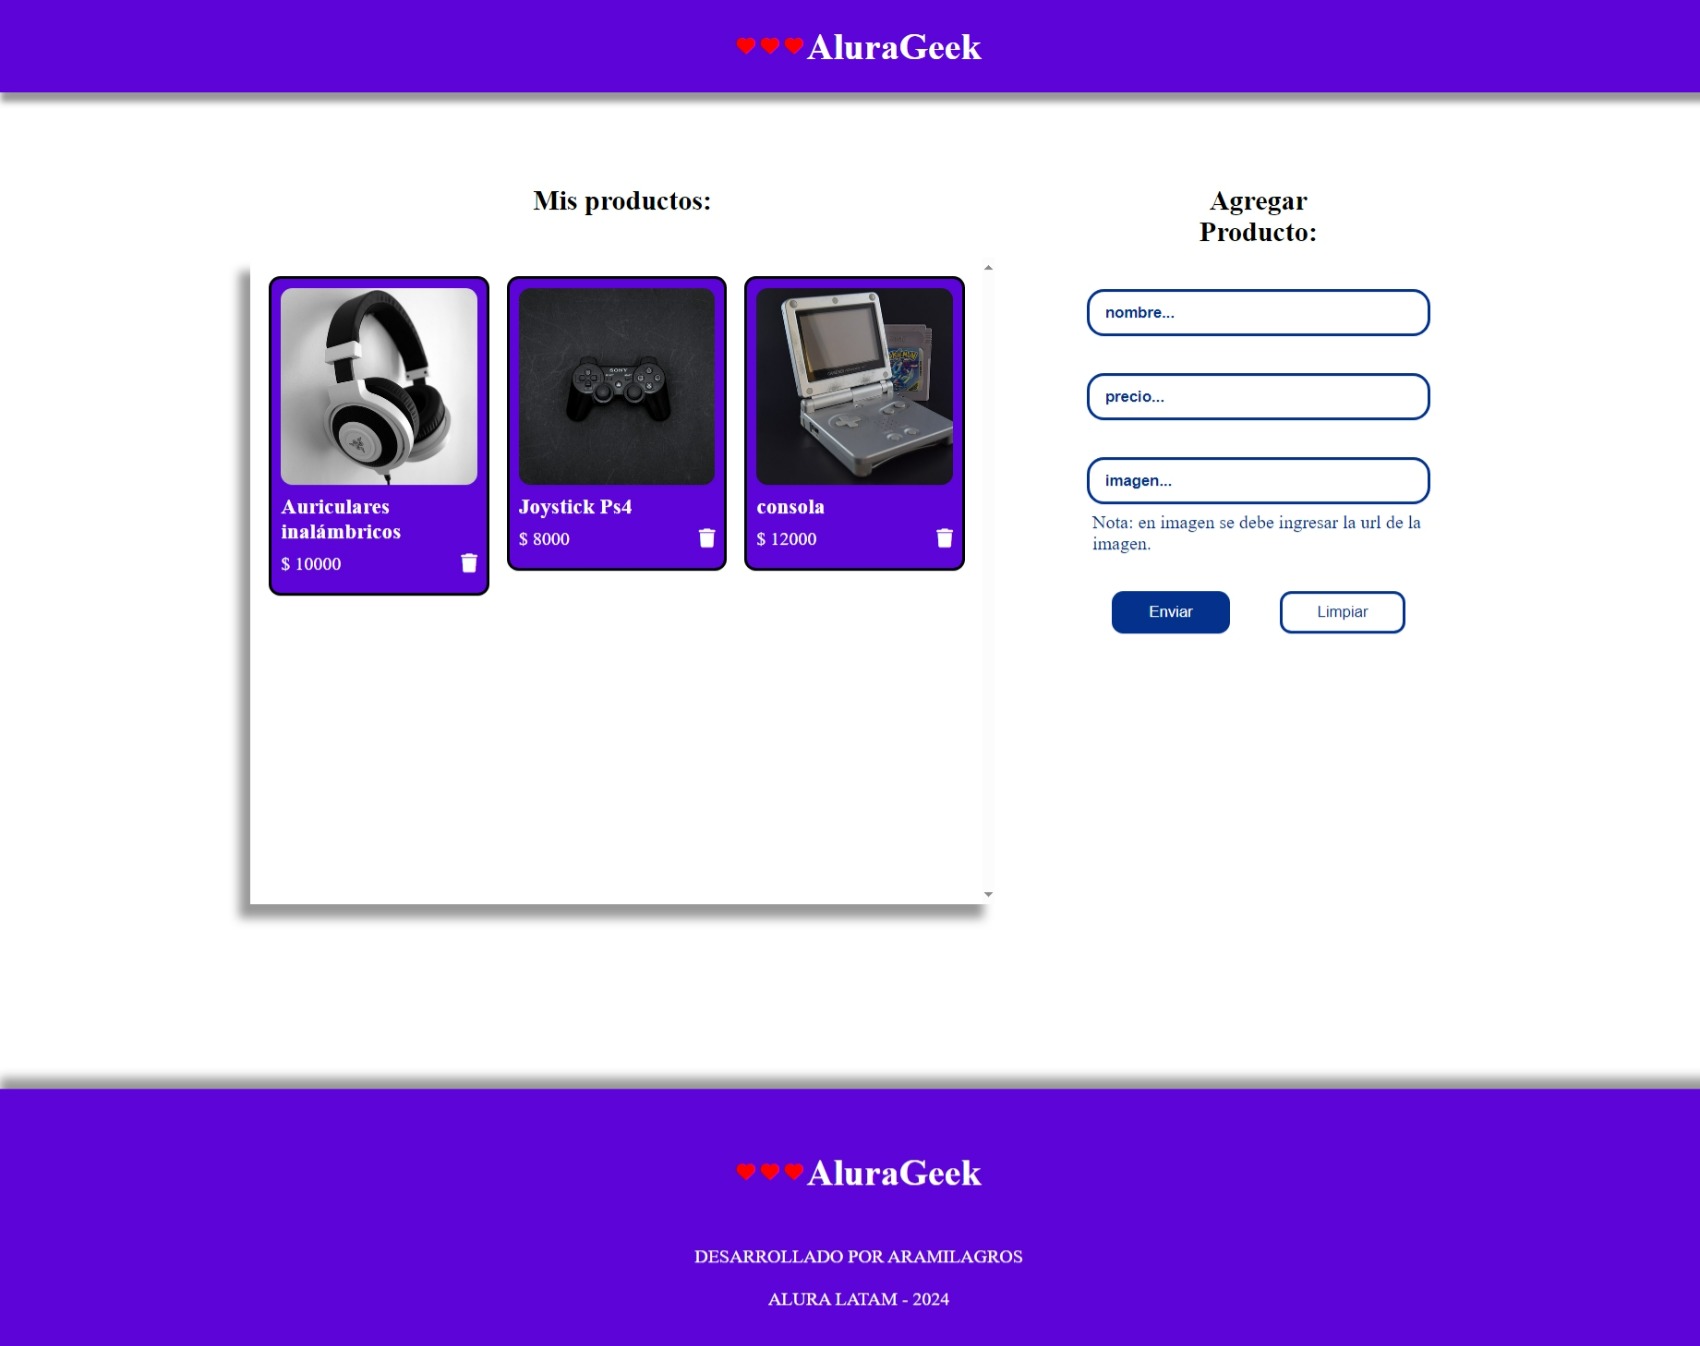 AluraGeek
Mis productos:
Agregar
Producto:
Auriculares
inalámbricos
$ 10000
SONY
Joystick Ps4
$ 8000
consola
$ 12000
nombre...
precio...
imagen...
Nota: en imagen se debe ingresar la url de la
imagen.
Enviar
Limpiar
AluraGeek
DESARROLLADO POR ARAMILAGROS
ALURA LATAM - 2024